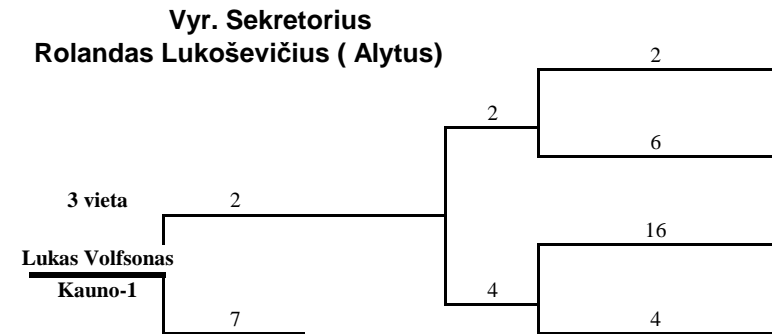 Vyr. Sekretorius
Rolandas Lukoševičius ( Alytus)
2
2
6
3 vieta
2
16
Lukas Volfsonas
Kauno-1
4
7
4